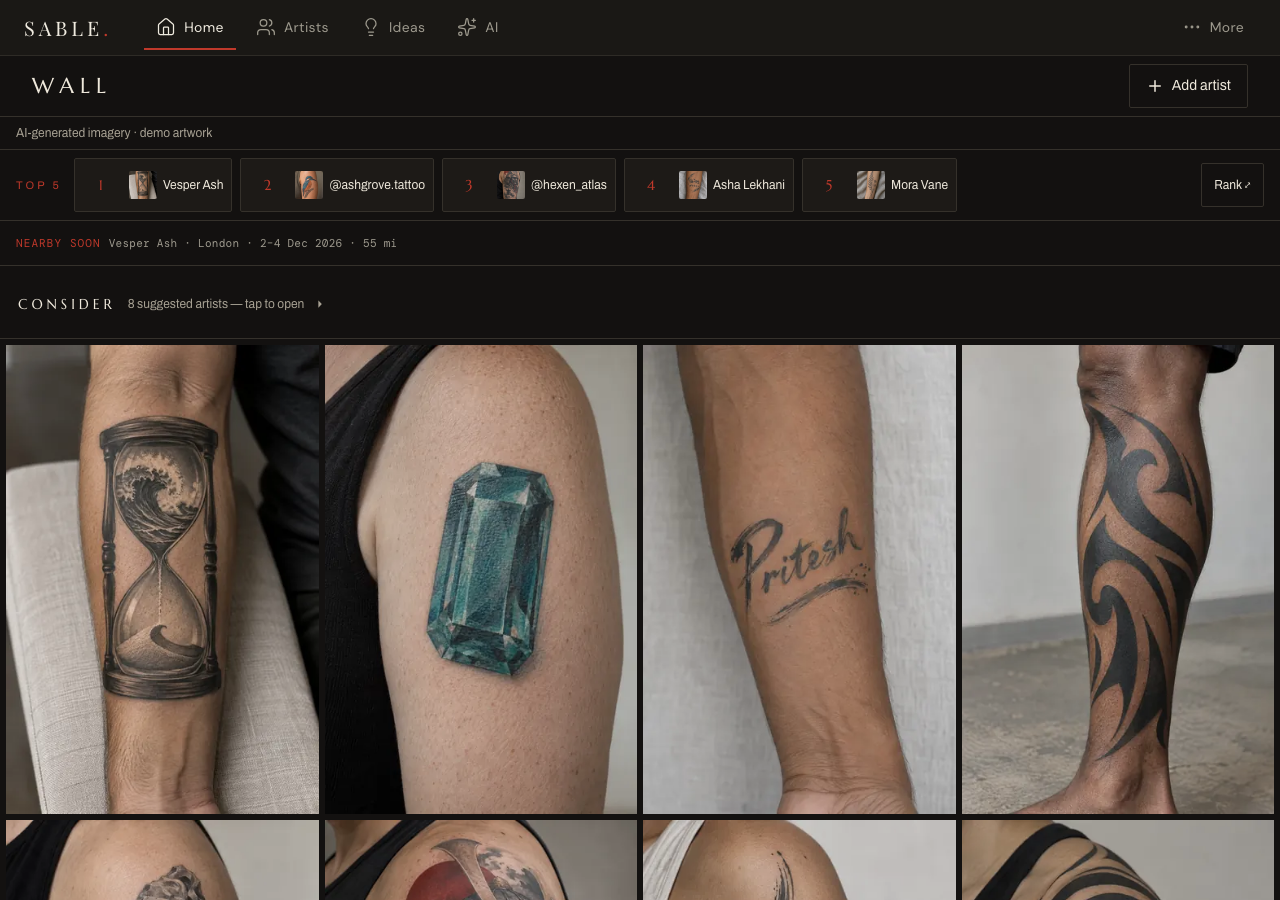 SABLE.
Home
Artists
Ideas
AI
More
WALL
Add artist
AI-generated imagery · demo artwork
TOP 5
1 Vesper Ash
2 @ashgrove.tattoo
3 @hexen_atlas
4 Asha Lekhani
5 Mora Vane
Rank⤢
NEARBY SOON Vesper Ash · London · 2–4 Dec 2026 · 55 mi
CONSIDER 8 suggested artists — tap to open
Pritesh